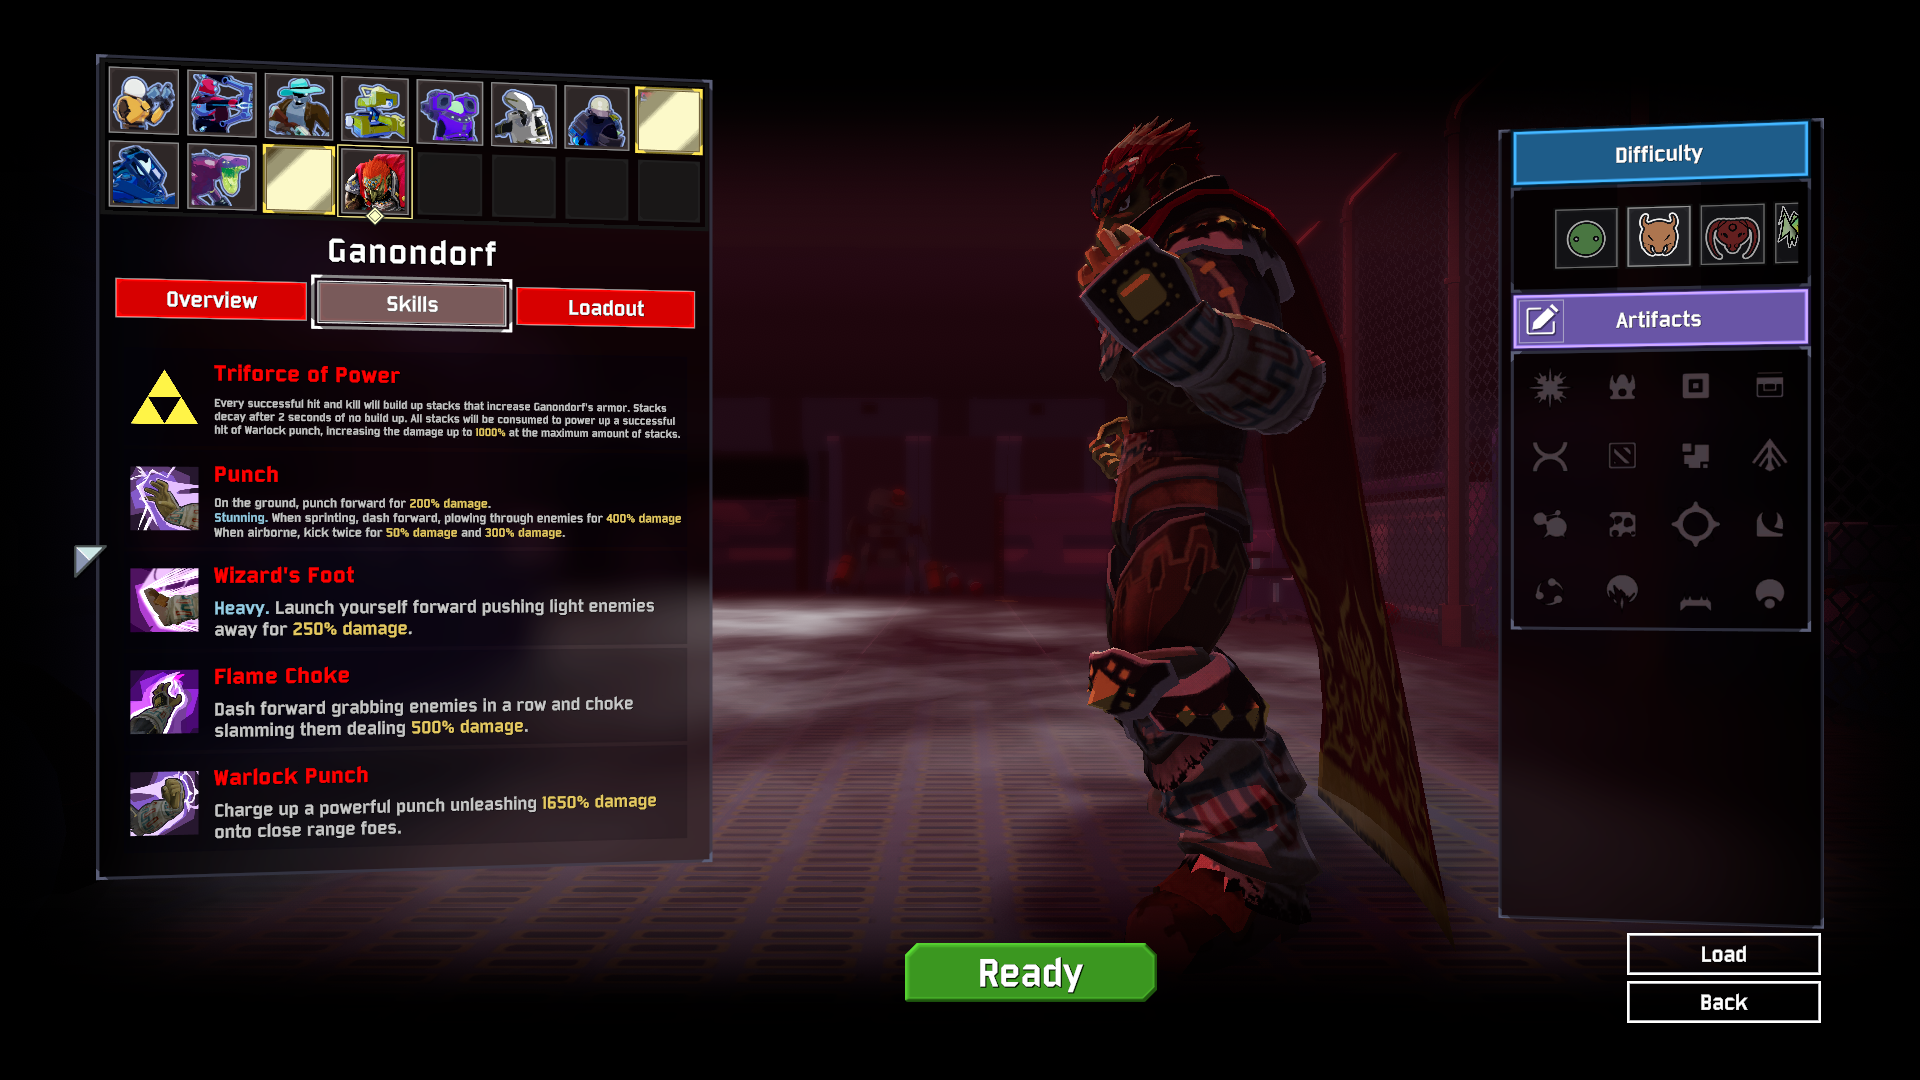 Ganondorf
Overview
Skills
Loadout
Triforce of Power
Every successful hit and kill will build up stacks that increase Ganondorf's armor. Stacks
decay after 2 seconds of no build up. All stacks will be consumed to power up a successful
hit of Warlock punch, increasing the damage up to 1000% at the maximum amount of stacks.
Punch
On the ground, punch forward for 200% damage.
Stunning. When sprinting, dash forward, plowing through enemies for 400% damage
When airborne, kick twice for 50% damage and 300% damage.
Wizard's Foot
Heavy. Launch yourself forward pushing light enemies
away for 250% damage.
Flame Choke
Dash forward grabbing enemies in a row and choke
slamming them dealing 500% damage.
Warlock Punch
Charge up a powerful punch unleashing 1650% damage
onto close range foes.
Difficulty
Artifacts
Ready
Load
Back